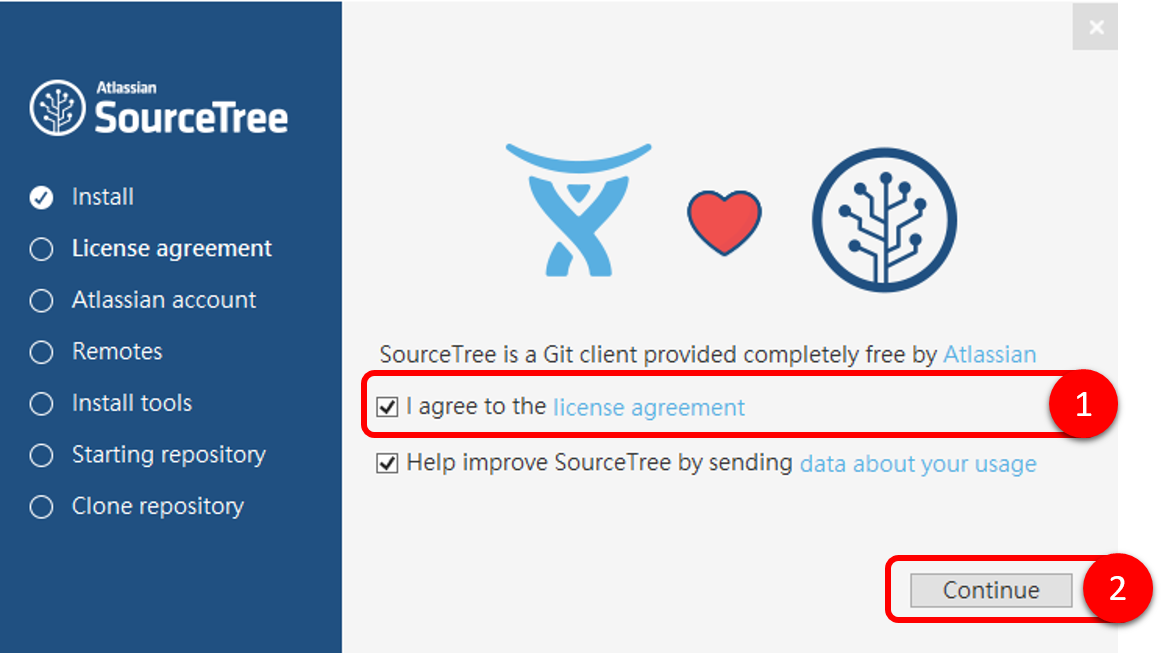 Atlassian
SourceTree
Install
License agreement
Atlassian account
Remotes
Install tools
Starting repository
Clone repository
SourceTree is a Git client provided completely free by Atlassian
I agree to the license agreement
1
Help improve SourceTree by sending data about your usage
Continue
2